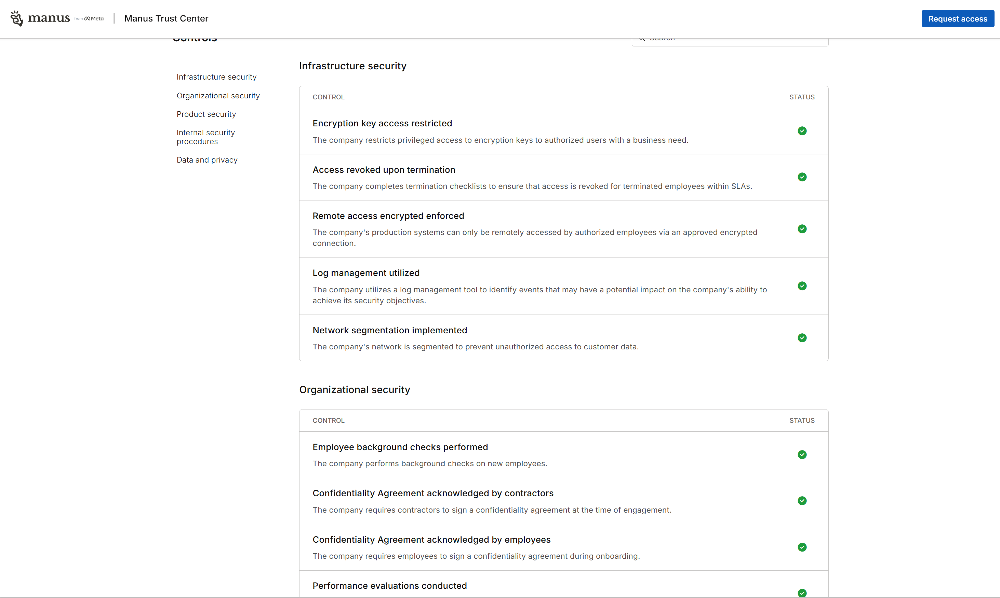 manus from Meta | Manus Trust Center
Request access
Controls
Search
Infrastructure security
Organizational security
Product security
Internal security
procedures
Data and privacy
Infrastructure security
CONTROL STATUS
Encryption key access restricted
The company restricts privileged access to encryption keys to authorized users with a business need.
Access revoked upon termination
The company completes termination checklists to ensure that access is revoked for terminated employees within SLAs.
Remote access encrypted enforced
The company's production systems can only be remotely accessed by authorized employees via an approved encrypted
connection.
Log management utilized
The company utilizes a log management tool to identify events that may have a potential impact on the company's ability to
achieve its security objectives.
Network segmentation implemented
The company's network is segmented to prevent unauthorized access to customer data.
Organizational security
CONTROL STATUS
Employee background checks performed
The company performs background checks on new employees.
Confidentiality Agreement acknowledged by contractors
The company requires contractors to sign a confidentiality agreement at the time of engagement.
Confidentiality Agreement acknowledged by employees
The company requires employees to sign a confidentiality agreement during onboarding.
Performance evaluations conducted